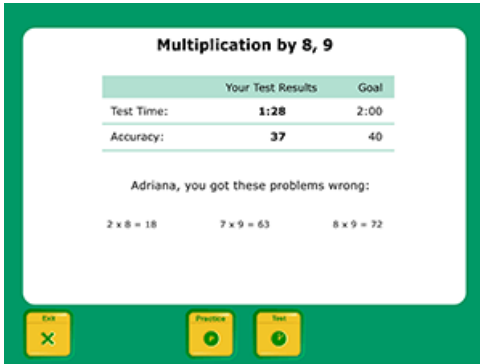 Multiplication by 8, 9
Your Test Results Goal
Test Time: 1:28 2:00
Accuracy: 37 40
Adriana, you got these problems wrong:
2 x 8 = 18 7 x 9 = 63 8 x 9 = 72
Exit Practice Test
P